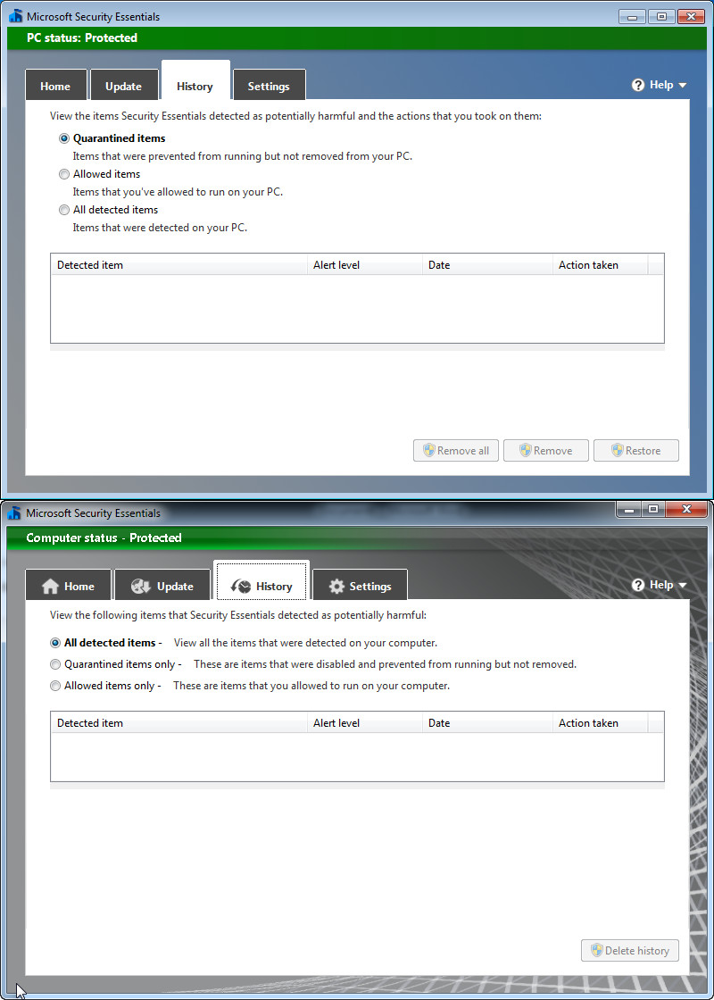 Microsoft Security Essentials
PC status: Protected
Home Update History Settings Help
View the items Security Essentials detected as potentially harmful and the actions that you took on them:
Quarantined items
Items that were prevented from running but not removed from your PC.
Allowed items
Items that you've allowed to run on your PC.
All detected items
Items that were detected on your PC.
Detected item Alert level Date Action taken
Remove all Remove Restore
Microsoft Security Essentials
Computer status - Protected
Home Update History Settings Help
View the following items that Security Essentials detected as potentially harmful:
All detected items - View all the items that were detected on your computer.
Quarantined items only - These are items that were disabled and prevented from running but not removed.
Allowed items only - These are items that you allowed to run on your computer.
Detected item Alert level Date Action taken
Delete history